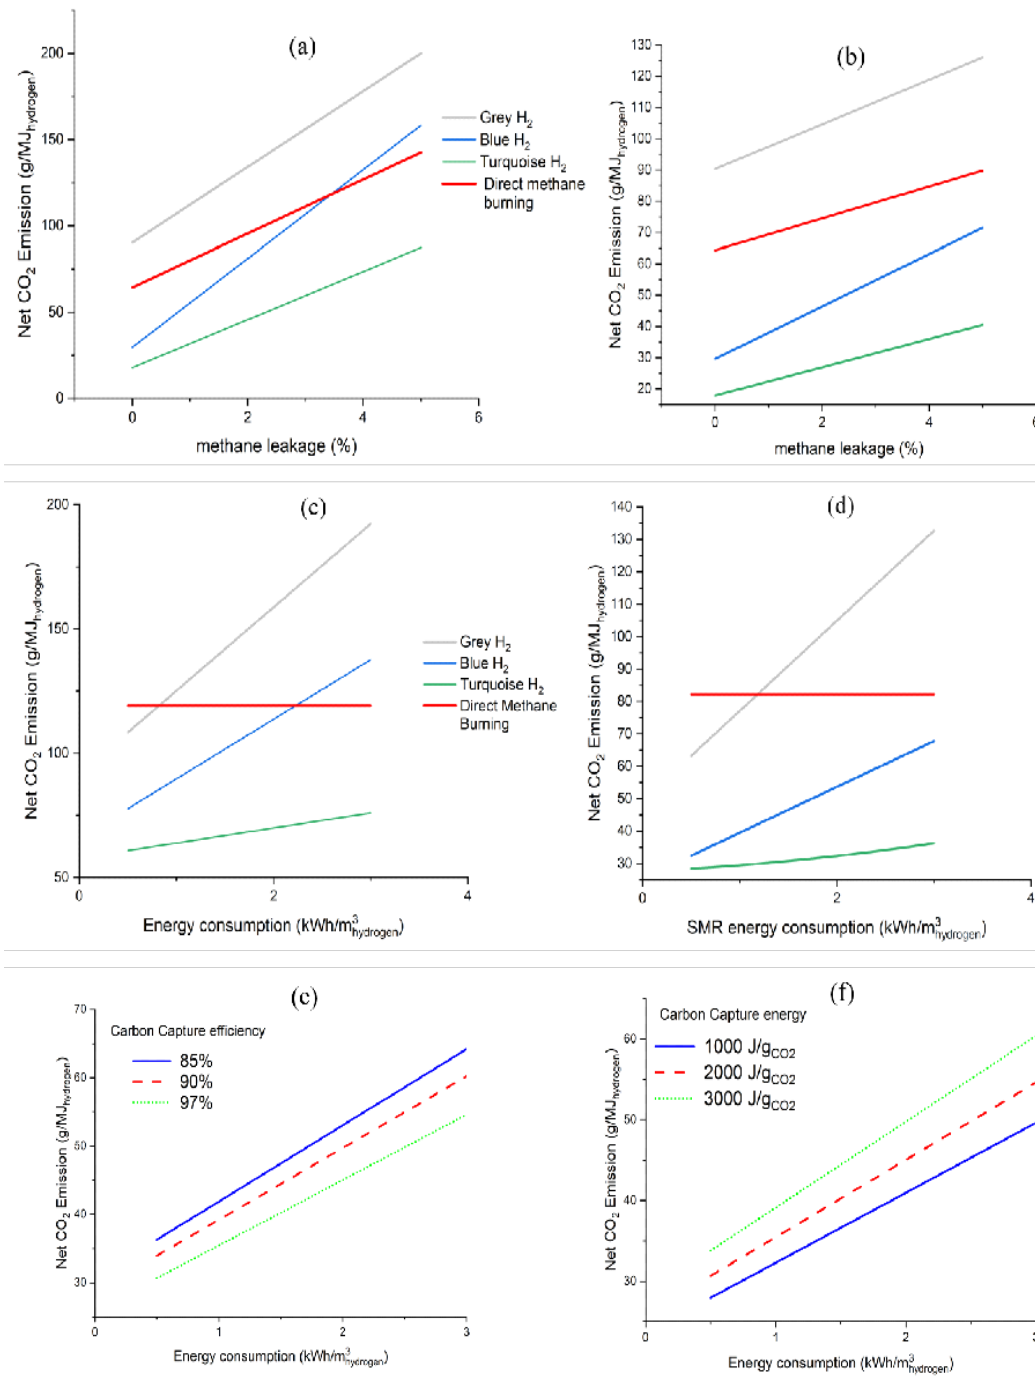 (a)
Net CO2 Emission (g/MJhydrogen)
200
150
100
50
0
0 2 4 6
methane leakage (%)
Grey H2
Blue H2
Turquoise H2
Direct methane
burning
(b)
Net CO2 Emission (g/MJhydrogen)
130
120
110
100
90
80
70
60
50
40
30
20
0 2 4 6
methane leakage (%)
(c)
Net CO2 Emission (g/MJhydrogen)
200
150
100
50
0 2 4
Energy consumption (kWh/m3hydrogen)
Grey H2
Blue H2
Turquoise H2
Direct Methane
Burning
(d)
Net CO2 Emission (g/MJhydrogen)
140
130
120
110
100
90
80
70
60
50
40
30
0 2 4
SMR energy consumption (kWh/m3hydrogen)
(e)
Net CO2 Emission (g/MJhydrogen)
70
60
50
40
30
Carbon Capture efficiency
85%
90%
97%
0 1 2 3
Energy consumption (kWh/m3hydrogen)
(f)
Net CO2 Emission (g/MJhydrogen)
60
50
40
30
Carbon Capture energy
1000 J/gCO2
2000 J/gCO2
3000 J/gCO2
0 1 2 3
Energy consumption (kWh/m3hydrogen)